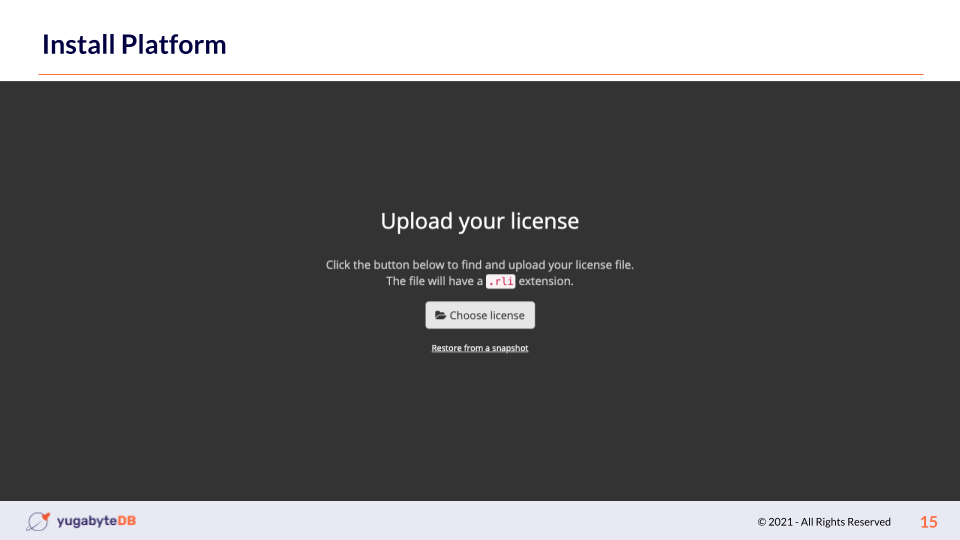 Install Platform
Upload your license
Click the button below to find and upload your license file.
The file will have a .rli extension.
Choose license
Restore from a snapshot
yugabyteDB
© 2021 - All Rights Reserved
15